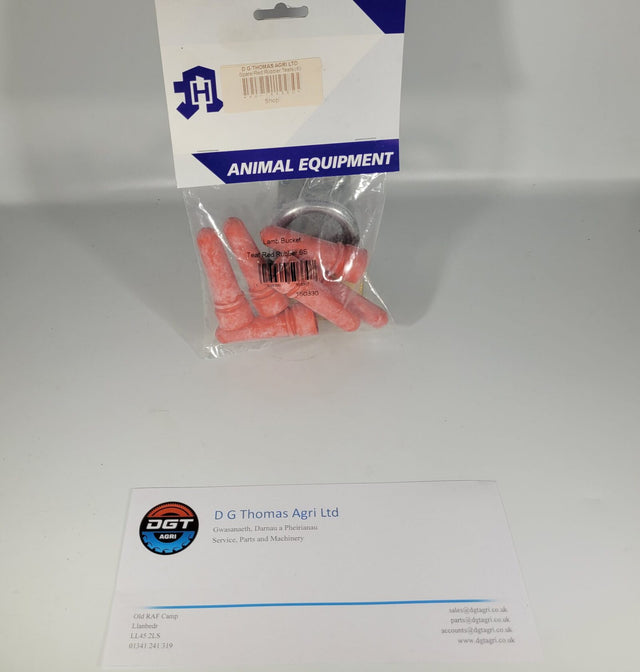 D G THOMAS AGRI LTD
Spare Red Rubber Teats (6)
Shop
H
ANIMAL EQUIPMENT
Lamb Bucket
Teat Red Rubber 6S
DGT
AGRI
D G Thomas Agri Ltd
Gwasanaeth, Darnau a Pheirianau
Service, Parts and Machinery
Old RAF Camp
Llanbedr
LL45 2LS
01341 241 319
sales@dgtagri.co.uk
parts@dgtagri.co.uk
accounts@dgtagri.co.uk
www.dgtagri.co.uk